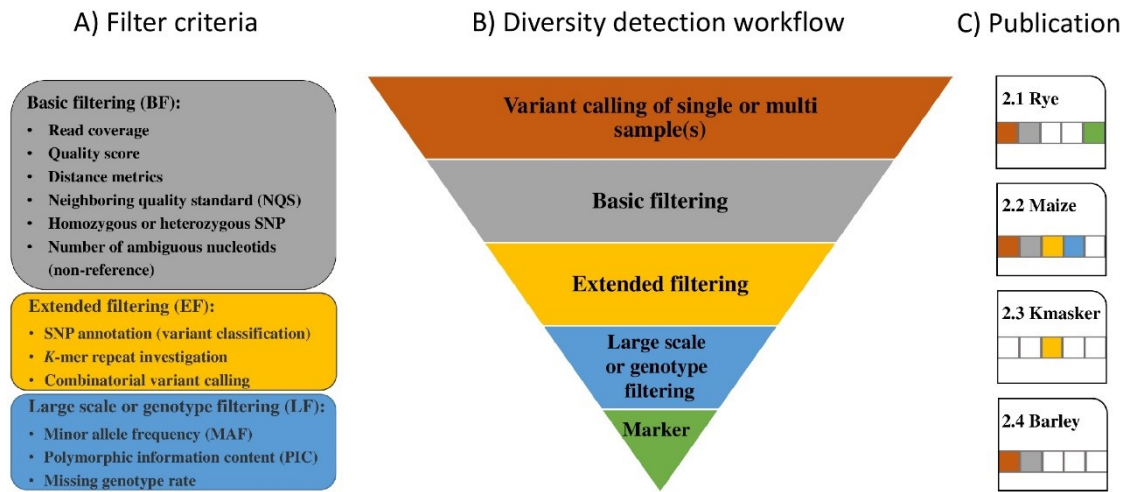 A) Filter criteria
Basic filtering (BF):
• Read coverage
• Quality score
• Distance metrics
• Neighboring quality standard (NQS)
• Homozygous or heterozygous SNP
• Number of ambiguous nucleotids
(non-reference)
Extended filtering (EF):
• SNP annotation (variant classification)
• K-mer repeat investigation
• Combinatorial variant calling
Large scale or genotype filtering (LF):
• Minor allele frequency (MAF)
• Polymorphic information content (PIC)
• Missing genotype rate
B) Diversity detection workflow
Variant calling of single or multi
sample(s)
Basic filtering
Extended filtering
Large scale
or genotype
filtering
Marker
C) Publication
2.1 Rye
2.2 Maize
2.3 Kmasker
2.4 Barley